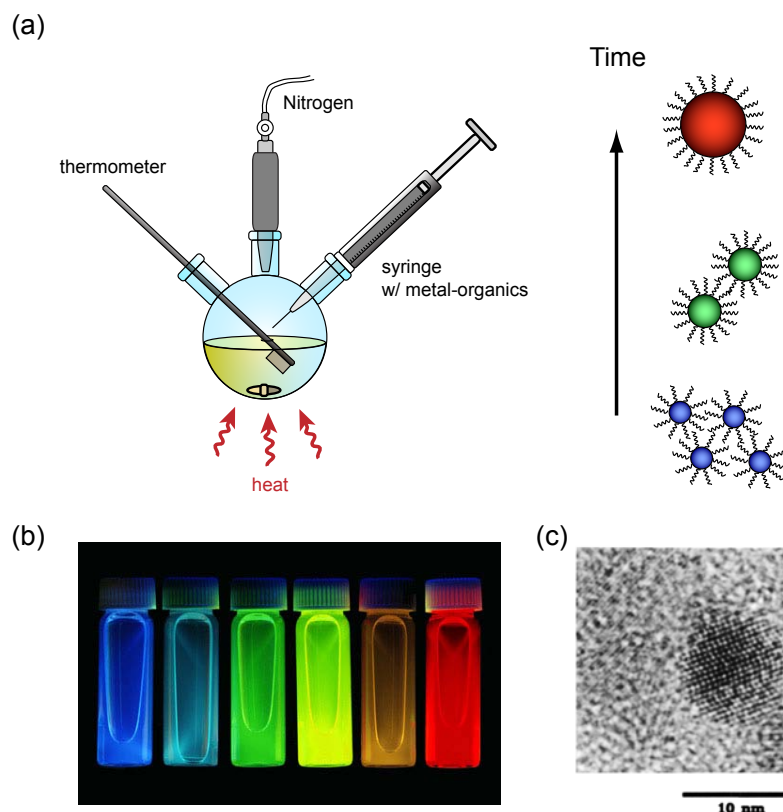 (a)
Time
Nitrogen
thermometer
syringe
w/ metal-organics
heat
(b)
(c)
10 nm